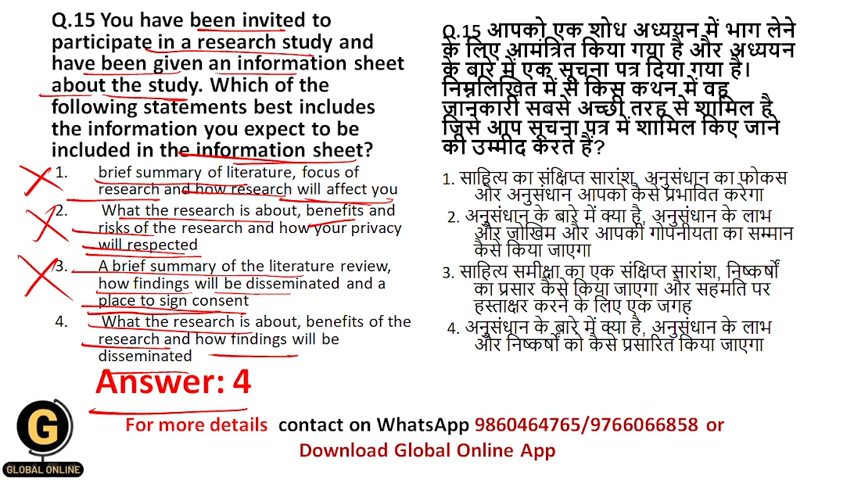 Q.15 You have been invited to
participate in a research study and
have been given an information sheet
about the study. Which of the
following statements best includes
the information you expect to be
included in the information sheet?
1. brief summary of literature, focus of
research and how research will affect you
2. What the research is about, benefits and
risks of the research and how your privacy
will respected
3. A brief summary of the literature review,
how findings will be disseminated and a
place to sign consent
4. What the research is about, benefits of the
research and how findings will be
disseminated
Answer: 4
Q.15 आपको एक शोध अध्ययन में भाग लेने
के लिए आमंत्रित किया गया है और अध्ययन
के बारे में एक सूचना पत्र दिया गया है।
निम्नलिखित में से किस कथन में वह
जानकारी सबसे अच्छी तरह से शामिल है
जिसे आप सूचना पत्र में शामिल किए जाने
की उम्मीद करते हैं?
1. साहित्य का संक्षिप्त सारांश, अनुसंधान का फोकस
और अनुसंधान आपको कैसे प्रभावित करेगा
2. अनुसंधान के बारे में क्या है, अनुसंधान के लाभ
और जोखिम और आपकी गोपनीयता का सम्मान
कैसे किया जाएगा
3. साहित्य समीक्षा का एक संक्षिप्त सारांश, निष्कर्षों
का प्रसार कैसे किया जाएगा और सहमति पर
हस्ताक्षर करने के लिए एक जगह
4. अनुसंधान के बारे में क्या है, अनुसंधान के लाभ
और निष्कर्षों को कैसे प्रसारित किया जाएगा
For more details contact on WhatsApp 9860464765/9766066858 or
Download Global Online App
G
GLOBAL ONLINE